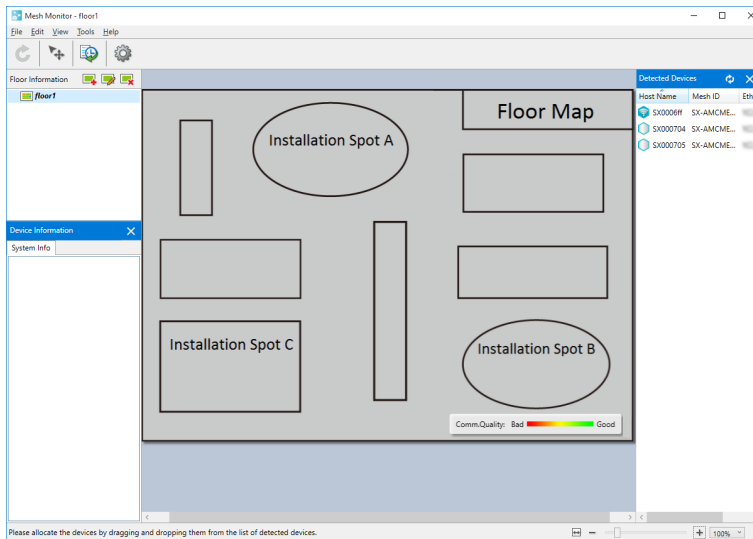 Mesh Monitor - floor1
File Edit View Tools Help
Floor Information
floor1
Device Information
System Info
Floor Map
Installation Spot A
Installation Spot C
Installation Spot B
Comm.Quality: Bad Good
Detected Devices
Host Name Mesh ID Eth
SX0006ff SX-AMCME...
SX000704 SX-AMCME...
SX000705 SX-AMCME...
Please allocate the devices by dragging and dropping them from the list of detected devices.
100%